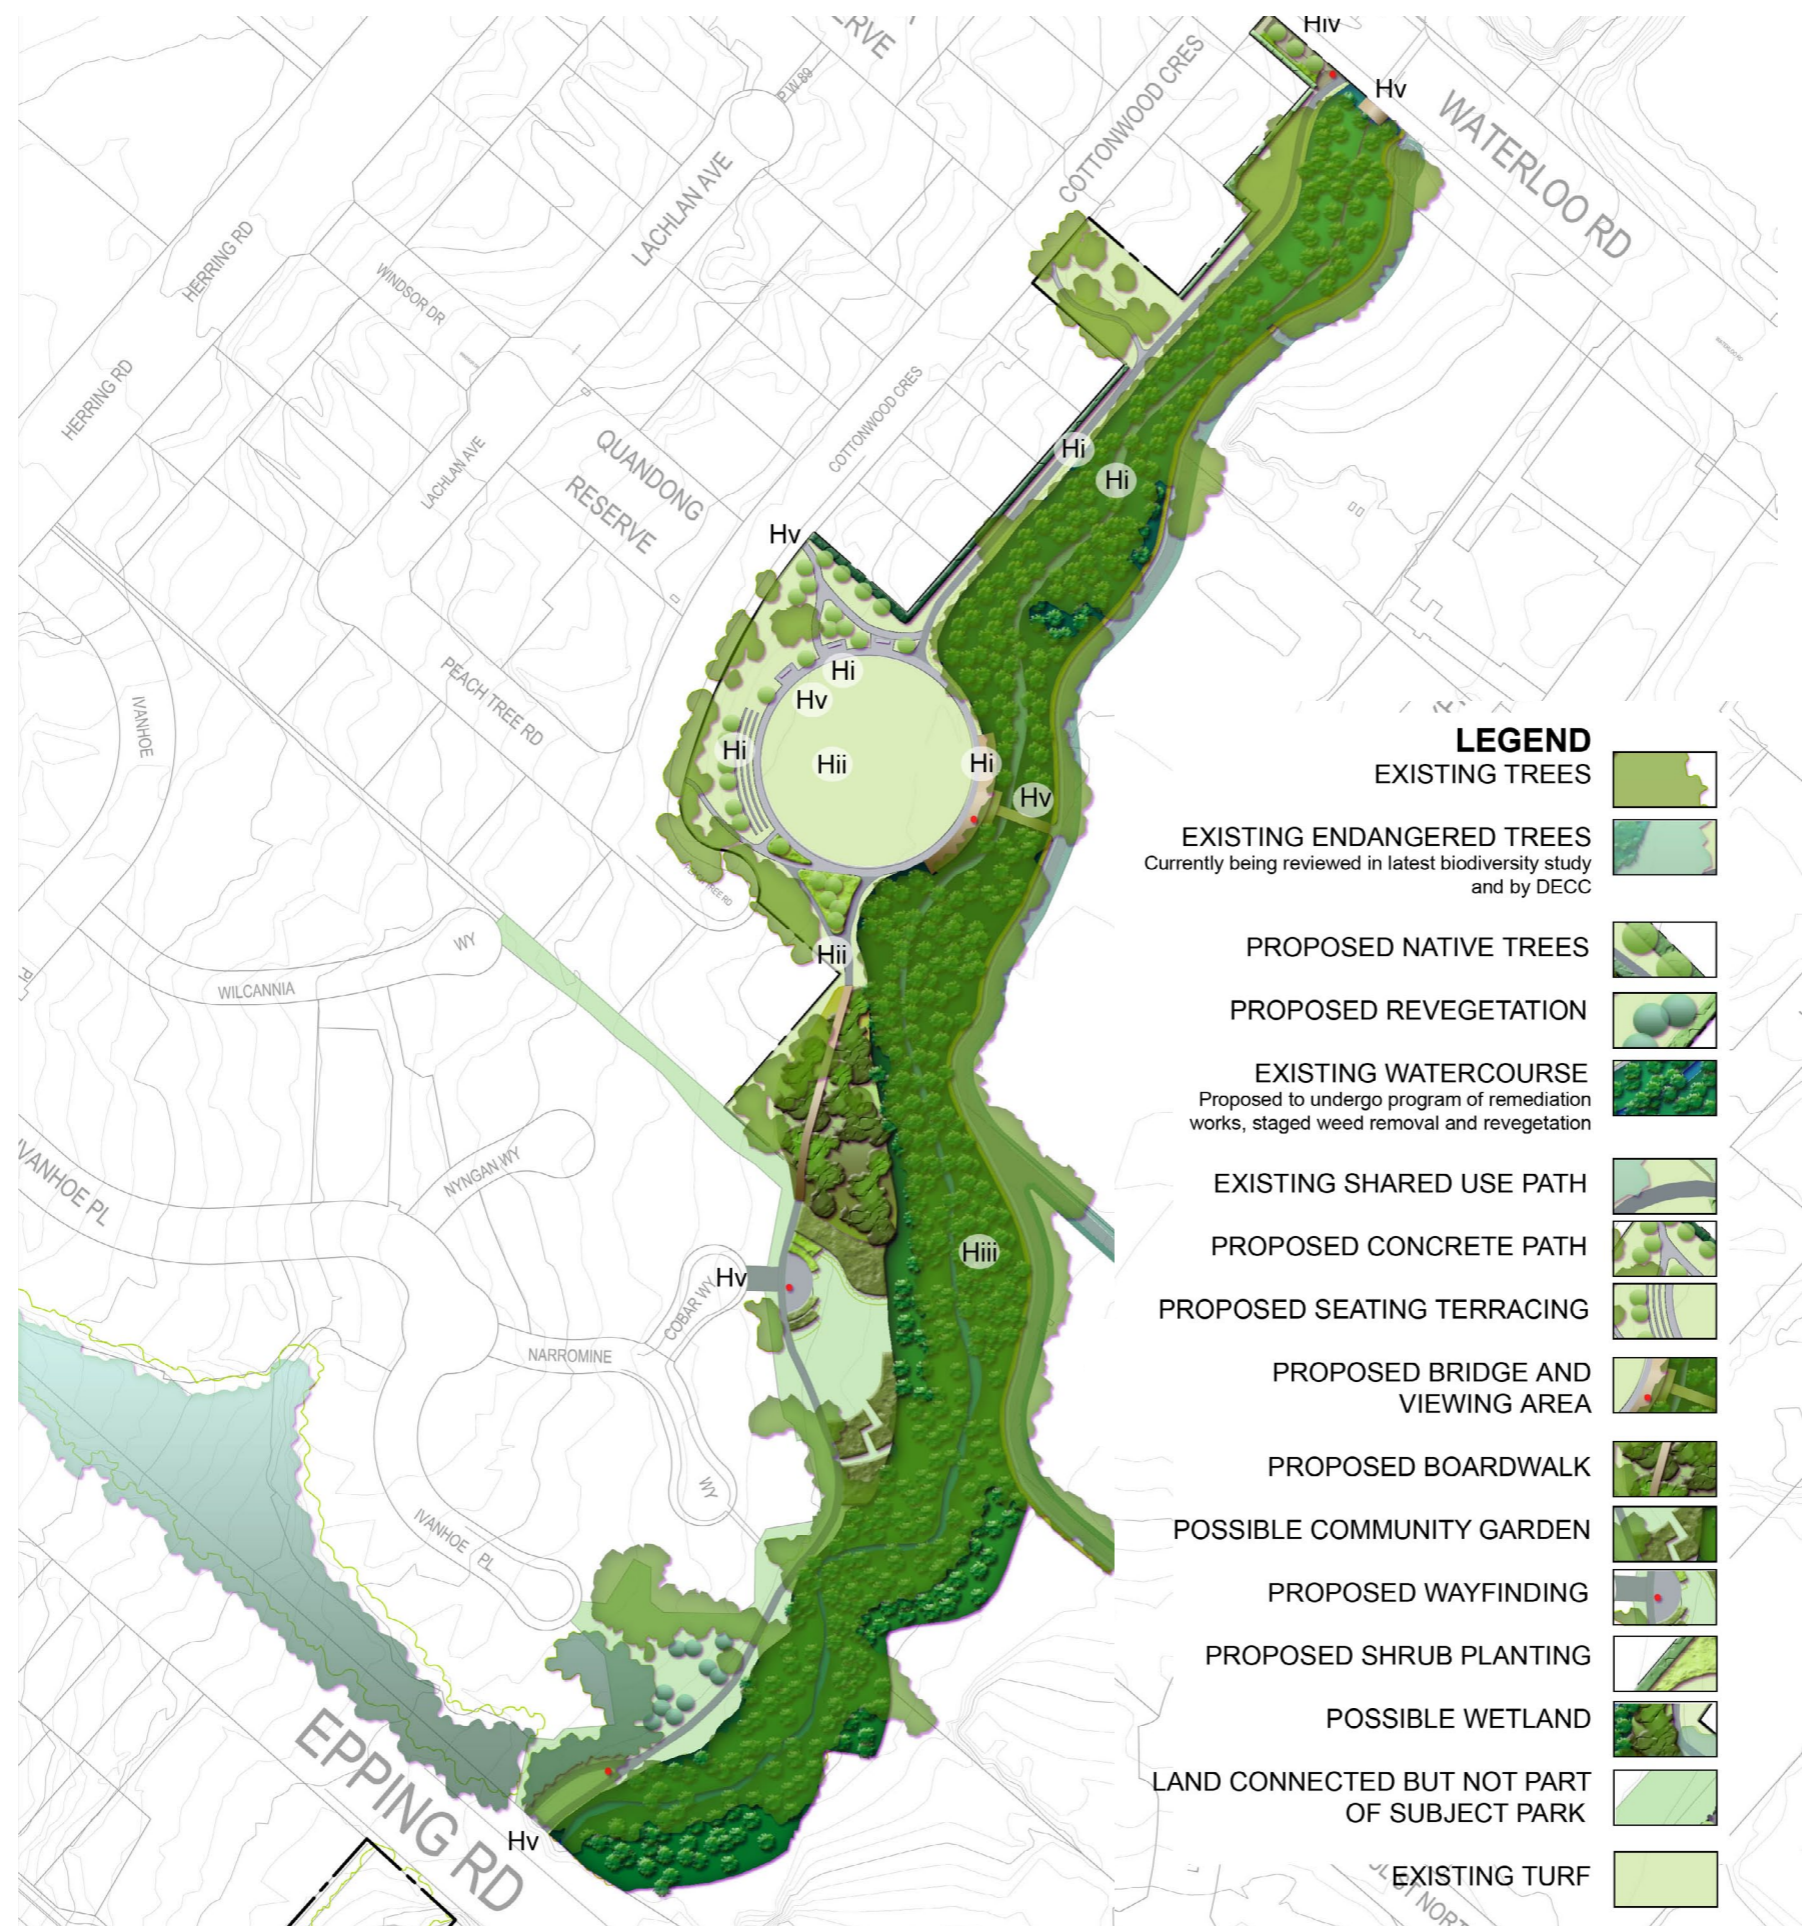 Hiv
ERVE
P W 89
Hv
COTTONWOOD CRES
WATERLOO RD
LACHLAN AVE
HERRING RD
WINDSOR DR
HERRING RD
COTTONWOOD CRES
LACHLAN AVE
QUANDONG
RESERVE
Hi
Hi
Hv
PEACH TREE RD
IVANHOE
Hi
Hv
Hi
Hii
Hi
Hv
WY
Hii
WILCANNIA
IVANHOE PL
NYNGAN WY
Hiii
Hv
COBAR WY
NARROMINE
WY
IVANHOE PL
EPPING RD
Hv
LEGEND
EXISTING TREES
EXISTING ENDANGERED TREES
Currently being reviewed in latest biodiversity study
and by DECC
PROPOSED NATIVE TREES
PROPOSED REVEGETATION
EXISTING WATERCOURSE
Proposed to undergo program of remediation
works, staged weed removal and revegetation
EXISTING SHARED USE PATH
PROPOSED CONCRETE PATH
PROPOSED SEATING TERRACING
PROPOSED BRIDGE AND
VIEWING AREA
PROPOSED BOARDWALK
POSSIBLE COMMUNITY GARDEN
PROPOSED WAYFINDING
PROPOSED SHRUB PLANTING
POSSIBLE WETLAND
LAND CONNECTED BUT NOT PART
OF SUBJECT PARK
EXISTING TURF